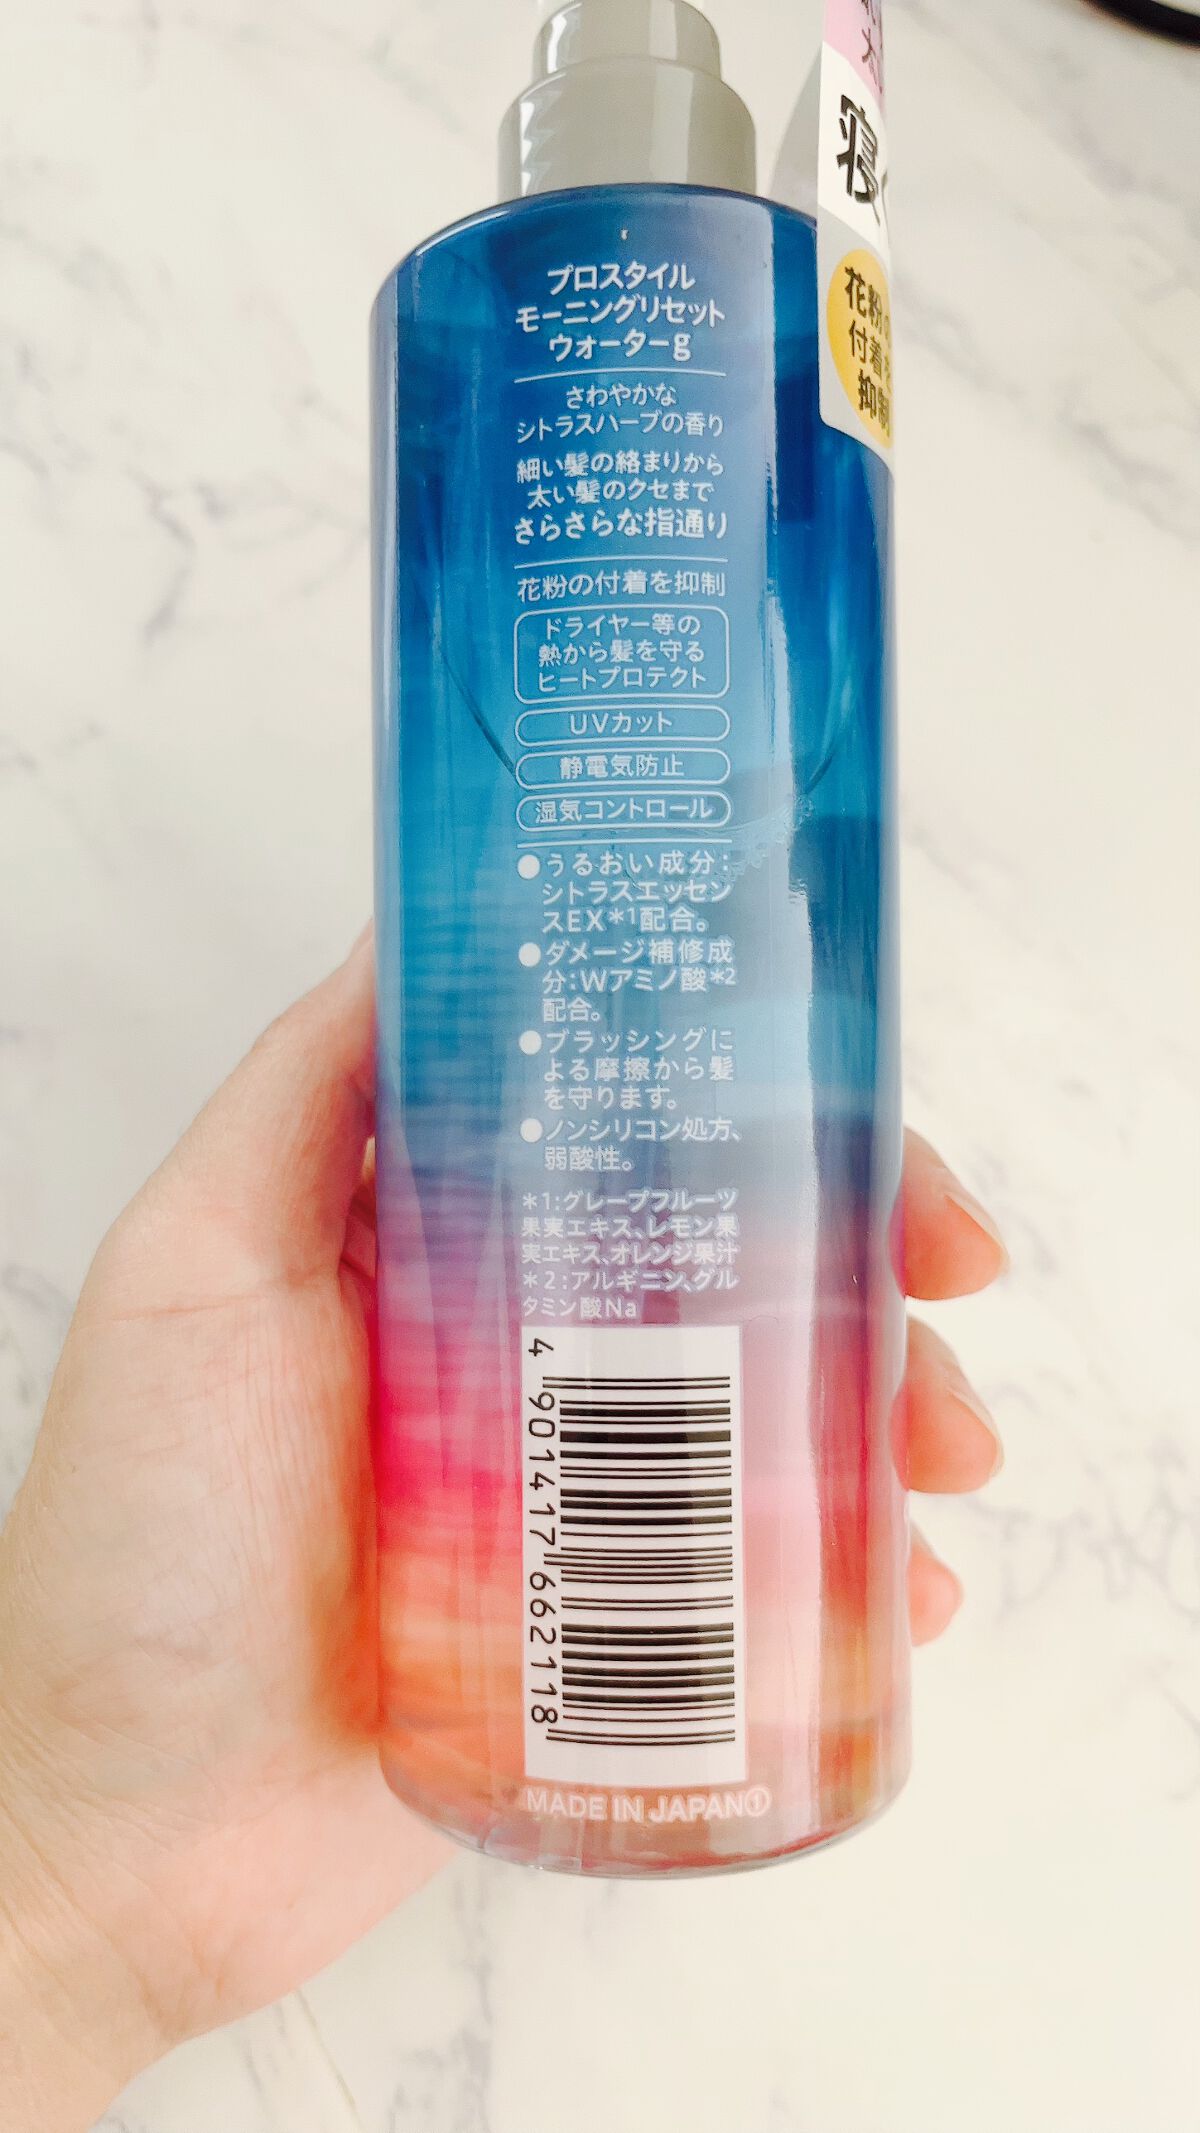 プロスタイル
モーニングリセット
ウォーターg
さわやかな
シトラスハーブの香り
細い髪の絡まりから
太い髪のクセまで
さらさらな指通り
花粉の付着を抑制
ドライヤー等の
熱から髪を守る
ヒートプロテクト
UVカット
静電気防止
湿気コントロール
●うるおい成分:
シトラスエッセン
スEX*1配合。
●ダメージ補修成
分:Wアミノ酸*2
配合。
●ブラッシングに
よる摩擦から髪
を守ります。
●ノンシリコン処方、
弱酸性。
*1:グレープフルーツ
果実エキス、レモン果
実エキス、オレンジ果汁
*2:アルギニン、グル
タミン酸Na
4 901417 662118
MADE IN JAPAN①
太
寝
花粉の
付着を
抑制